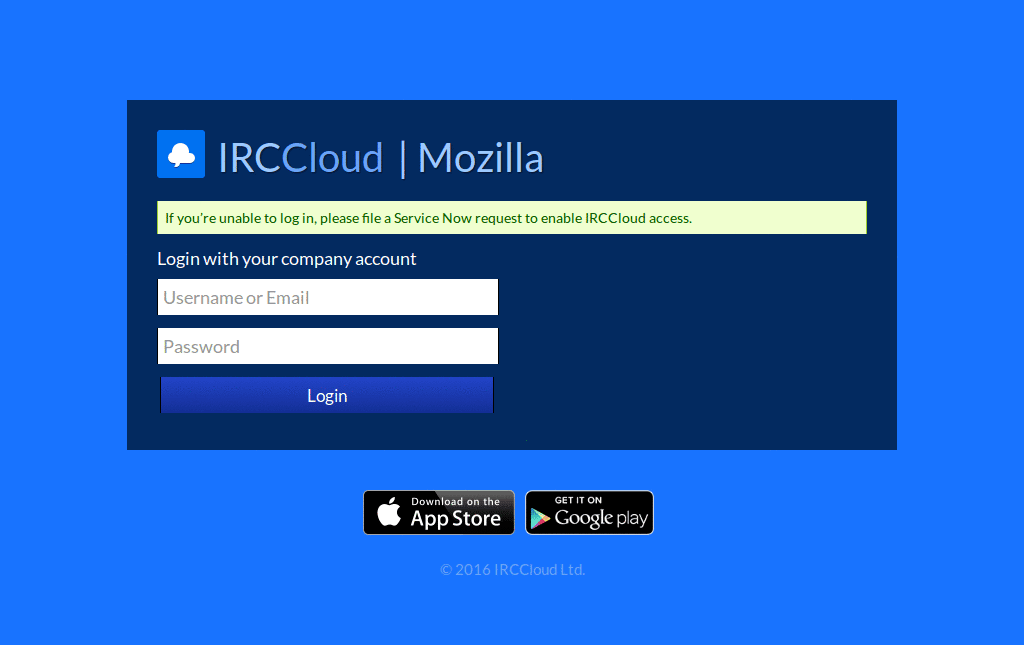 IRCCloud | Mozilla
If you're unable to log in, please file a Service Now request to enable IRCCloud access.
Login with your company account
Username or Email
Password
Login
Download on the
App Store
GET IT ON
Google play
© 2016 IRCCloud Ltd.